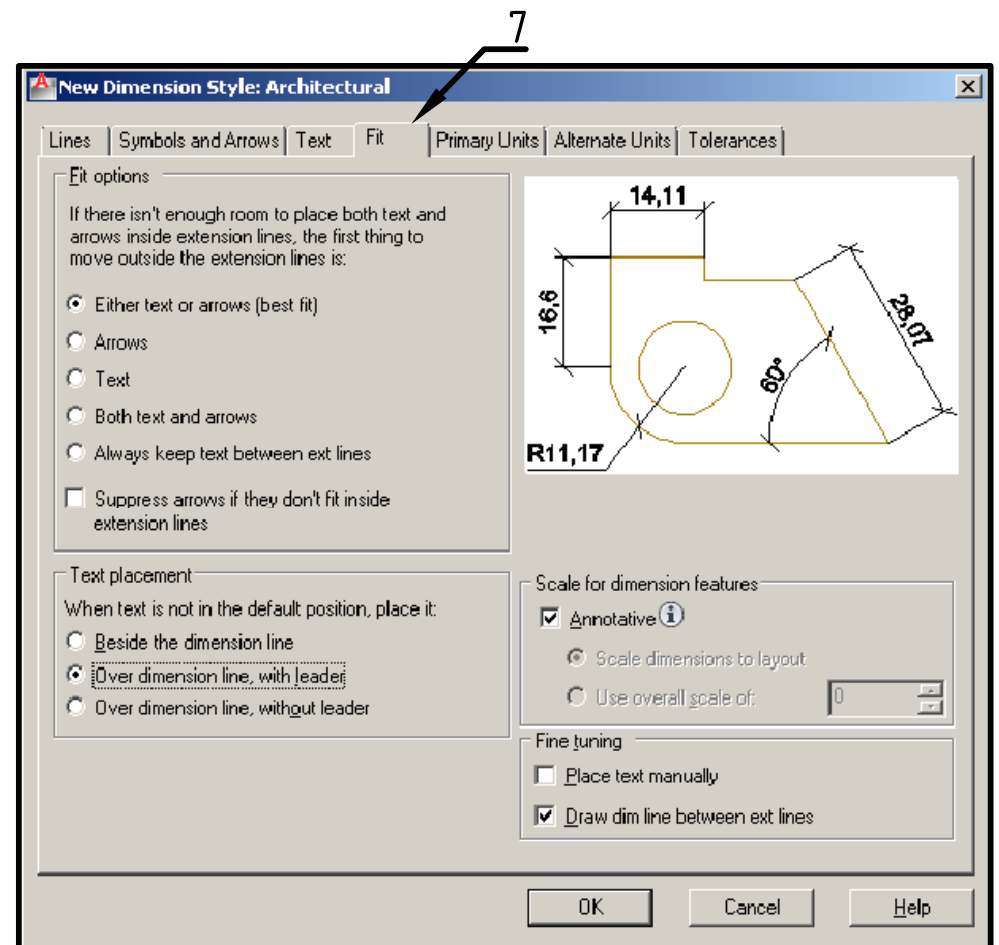 7
New Dimension Style: Architectural
Lines Symbols and Arrows Text Fit Primary Units Alternate Units Tolerances
Fit options
If there isn't enough room to place both text and
arrows inside extension lines, the first thing to
move outside the extension lines is:
Either text or arrows (best fit)
Arrows
Text
Both text and arrows
Always keep text between ext lines
Suppress arrows if they don't fit inside
extension lines
14,11
16,6
28,07
60°
R11,17
Text placement
When text is not in the default position, place it:
Beside the dimension line
Over dimension line, with leader
Over dimension line, without leader
Scale for dimension features
Annotative
Scale dimensions to layout
Use overall scale of: 0
Fine tuning
Place text manually
Draw dim line between ext lines
OK Cancel Help